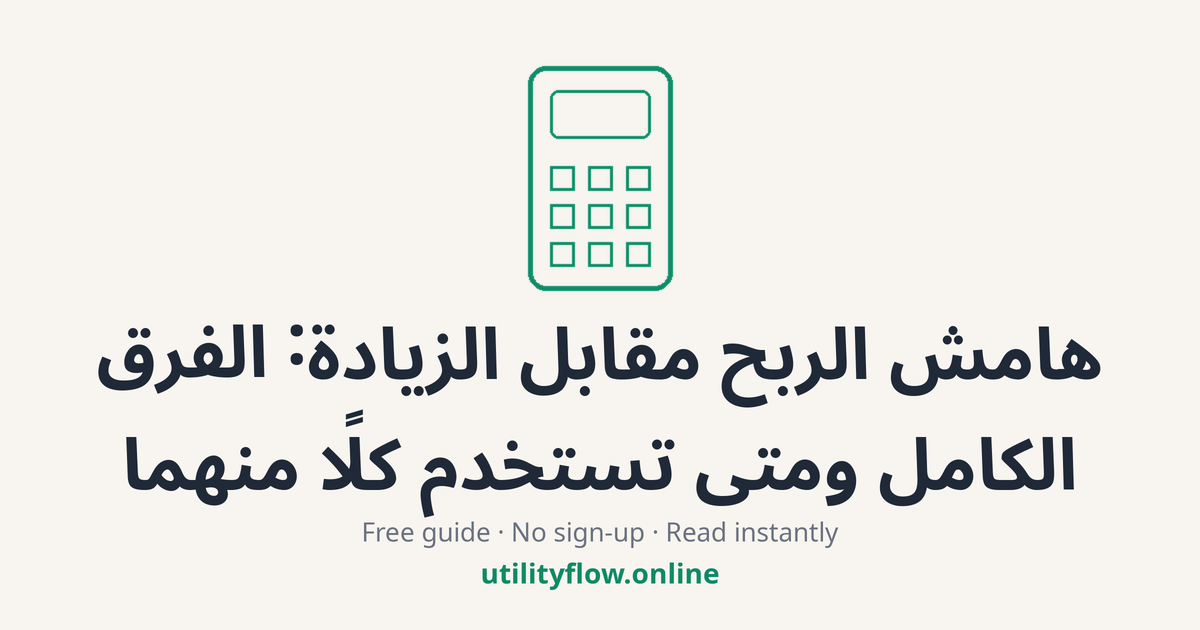 هامش الربح مقابل الزيادة: الفرق
الكامل ومتى تستخدم كلًا منهما
Free guide · No sign-up · Read instantly
utilityflow.online